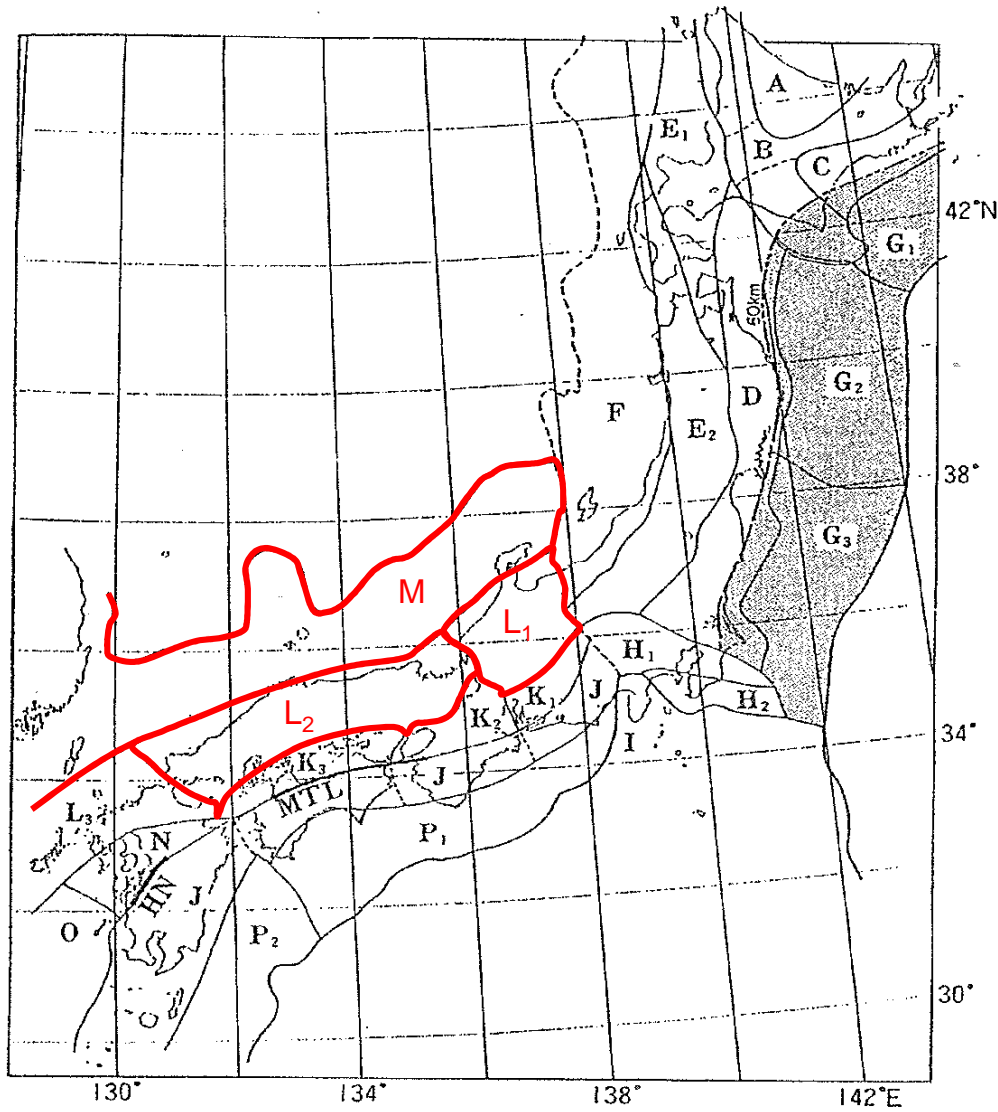 A
E₁
B
C
42°N
G₁
50km
G₂
F
D
E₂
38°
G₃
M
L₁
H₁
L₂
K₁
J
H₂
K₂
I
34°
K₃
J
MTL
L₃
P₁
N
HN
J
O
P₂
30°
130°
134°
138°
142°E